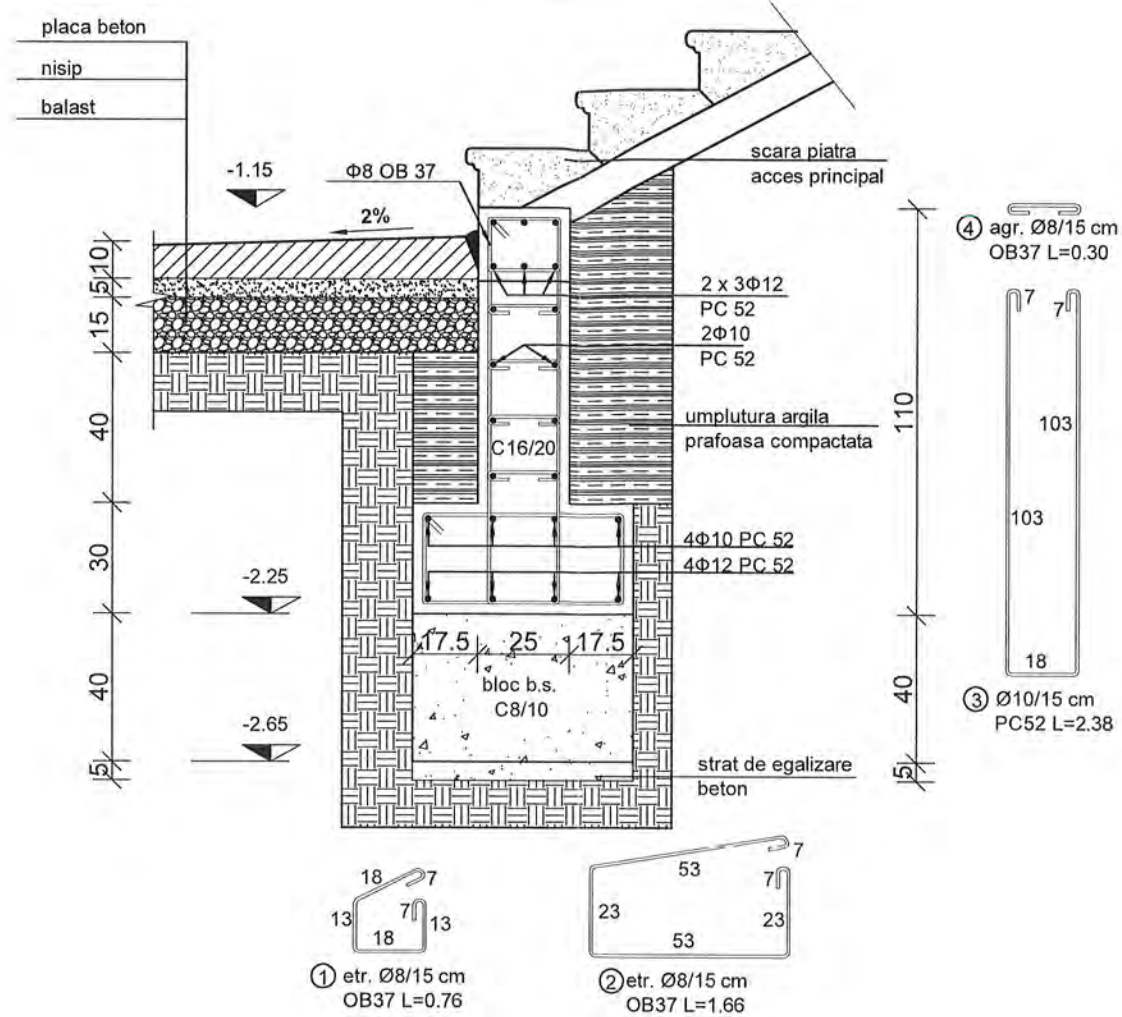 placa beton
nisip
balast
-1.15
Φ8 OB 37
2%
scara piatra
acces principal
④ agr. Ø8/15 cm
OB37 L=0.30
5
10
15
40
30
40
5
2 x 3Φ12
PC 52
2Φ10
PC 52
umplutura argila
prafoasa compactata
C16/20
4Φ10 PC 52
4Φ12 PC 52
-2.25
17.5
25
17.5
bloc b.s.
C8/10
-2.65
strat de egalizare
beton
110
40
5
7
7
103
103
18
③ Ø10/15 cm
PC52 L=2.38
18
7
13
7
13
18
① etr. Ø8/15 cm
OB37 L=0.76
53
7
7
23
23
53
② etr. Ø8/15 cm
OB37 L=1.66